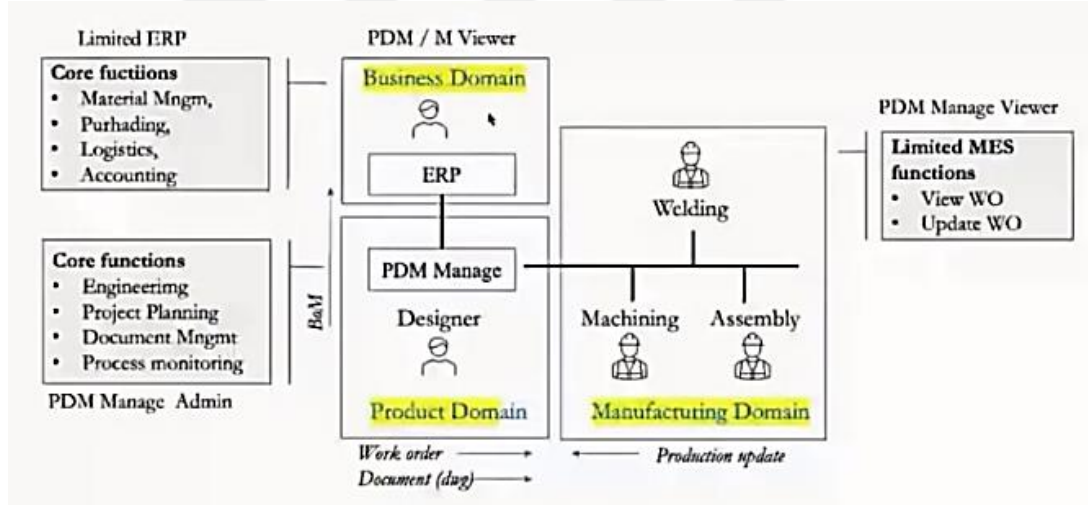 Limited ERP
Core fuctiions
• Material Mngm,
• Purhading,
• Logistics,
• Accounting
PDM / M Viewer
Business Domain
ERP
Core functions
• Engineerimg
• Project Planning
• Document Mngmt
• Process monitoring
PDM Manage Admin
BoM
PDM Manage
Designer
Product Domain
Welding
Machining
Assembly
Manufacturing Domain
PDM Manage Viewer
Limited MES
functions
• View WO
• Update WO
Work order
Document (dwg)
Production update